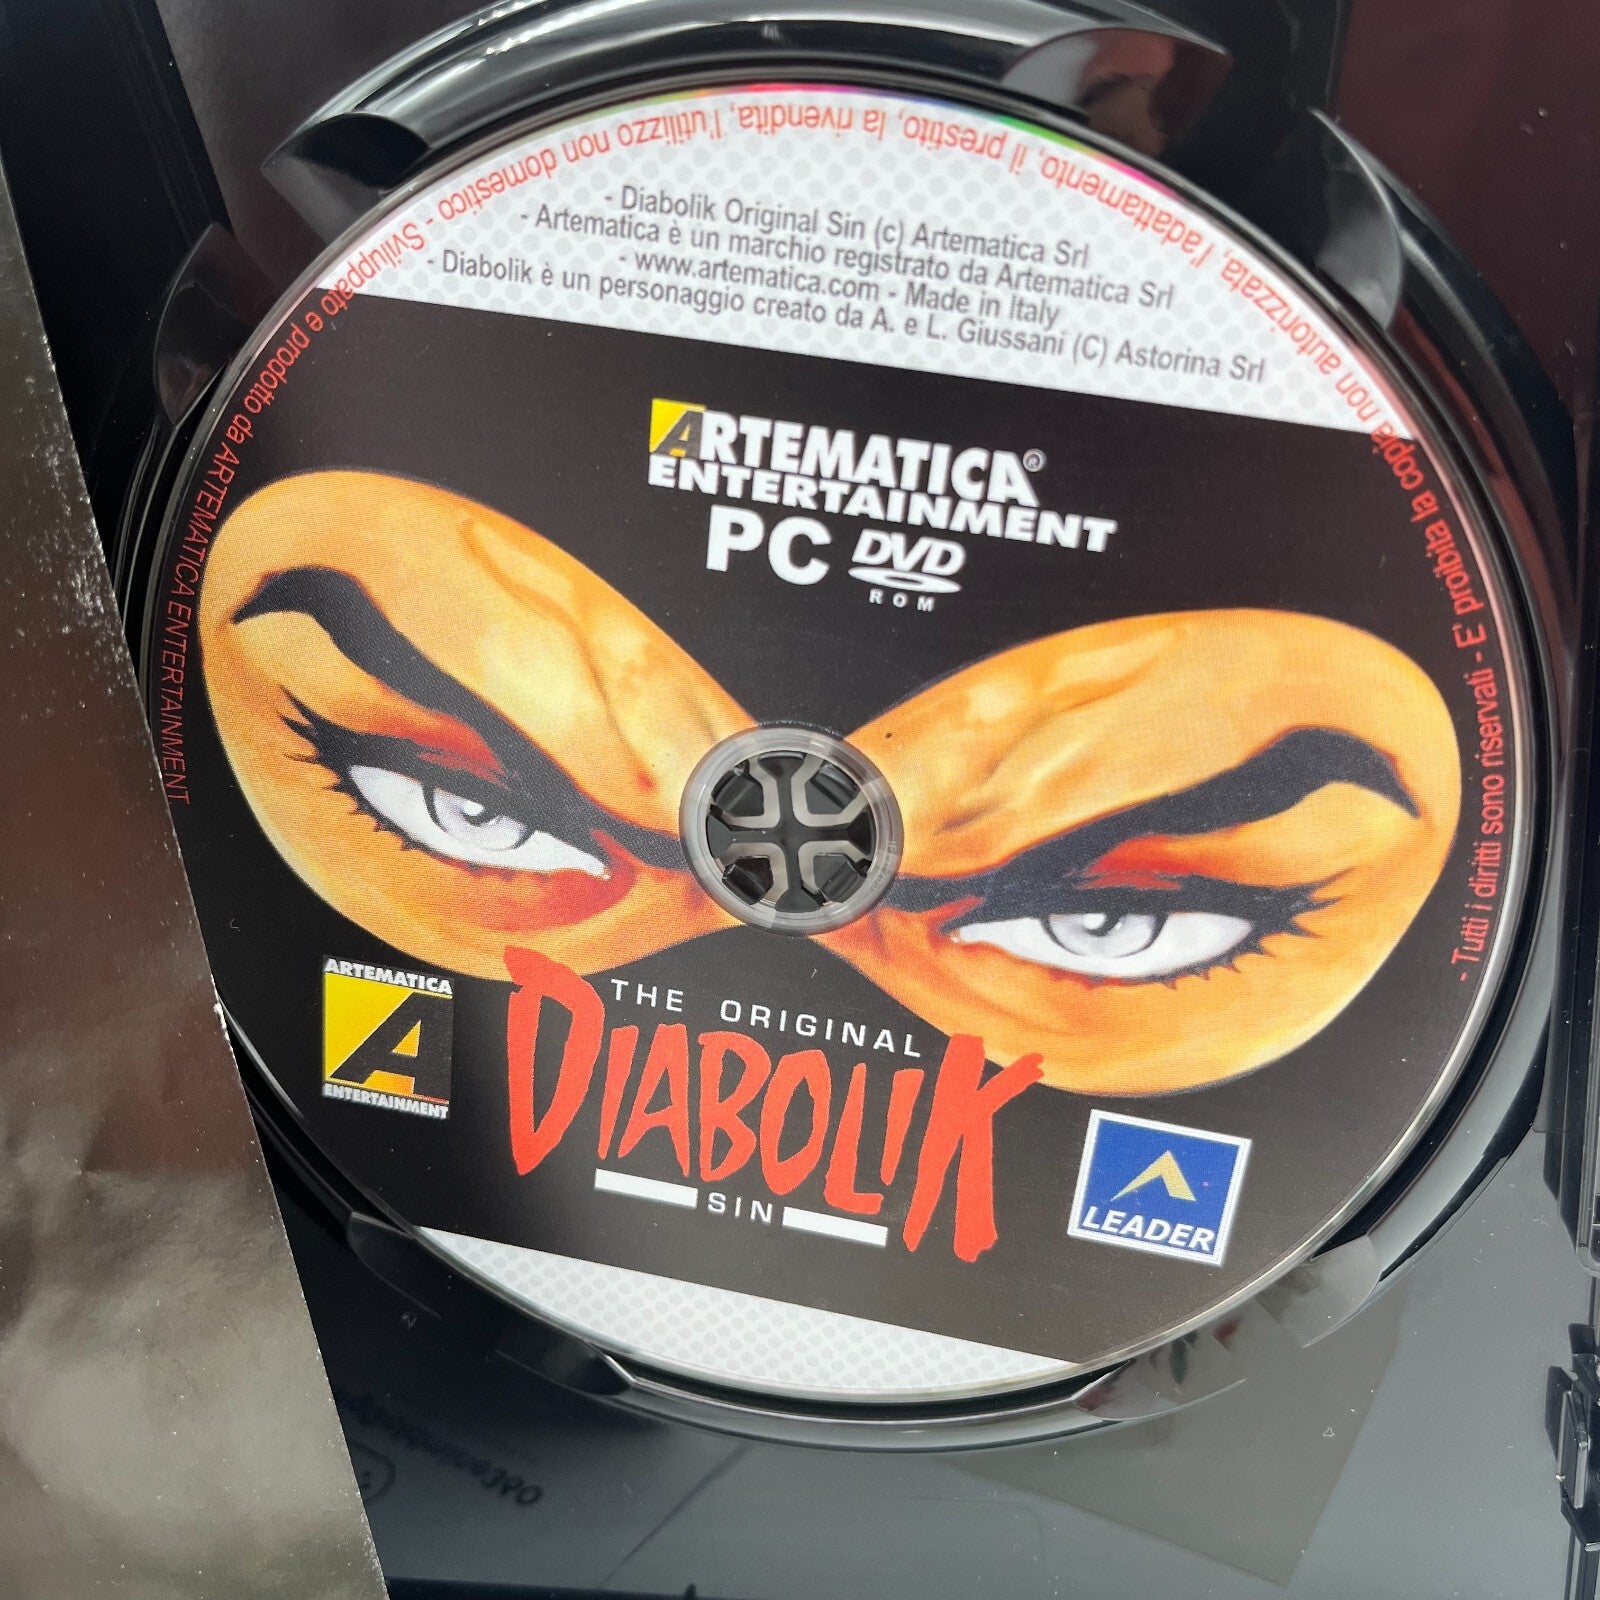 - Diabolik Original Sin (c) Artematica Srl
- Artematica è un marchio registrato da Artematica Srl
- www.artematica.com - Made in Italy
- Diabolik è un personaggio creato da A. e L. Giussani (C) Astorina Srl
ARTEMATICA®
ENTERTAINMENT
PC DVD
ROM
THE ORIGINAL
DIABOLIK
SIN
ARTEMATICA
A
ENTERTAINMENT
LEADER
- Tutti i diritti sono riservati - E' proibita la copia non autorizzata, l'adattamento, il prestito, la rivendita, l'utilizzo non domestico - Sviluppato e prodotto da ARTEMATICA ENTERTAINMENT